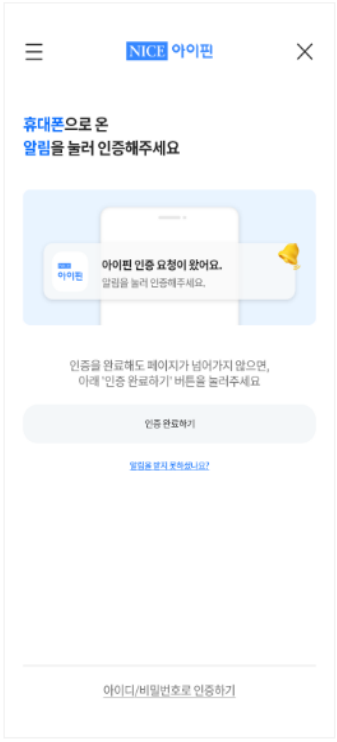 NICE 아이핀
휴대폰으로 온
알림을 눌러 인증해주세요
NICE
아이핀
아이핀 인증 요청이 왔어요.
알림을 눌러 인증해주세요.
인증을 완료해도 페이지가 넘어가지 않으면,
아래 '인증 완료하기' 버튼을 눌러주세요
인증 완료하기
알림을 받지 못하셨나요?
아이디/비밀번호로 인증하기